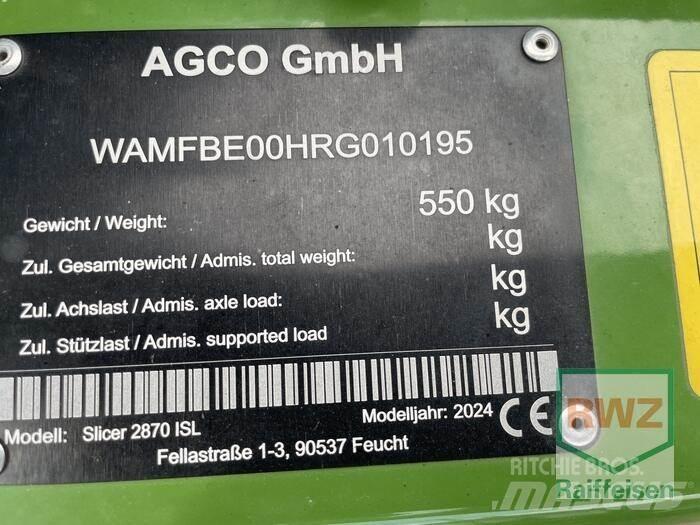 AGCO GmbH
WAMFBE00HRG010195
Gewicht / Weight: 550 kg
Zul. Gesamtgewicht / Admis. total weight: kg
Zul. Achslast / Admis. axle load: kg
Zul. Stützlast / Admis. supported load kg
Modell: Slicer 2870 ISL Modelljahr: 2024 CE
Fellastraße 1-3, 90537 Feucht
RWZ
RITCHIE BROS.
MASCUS
Raiffeisen